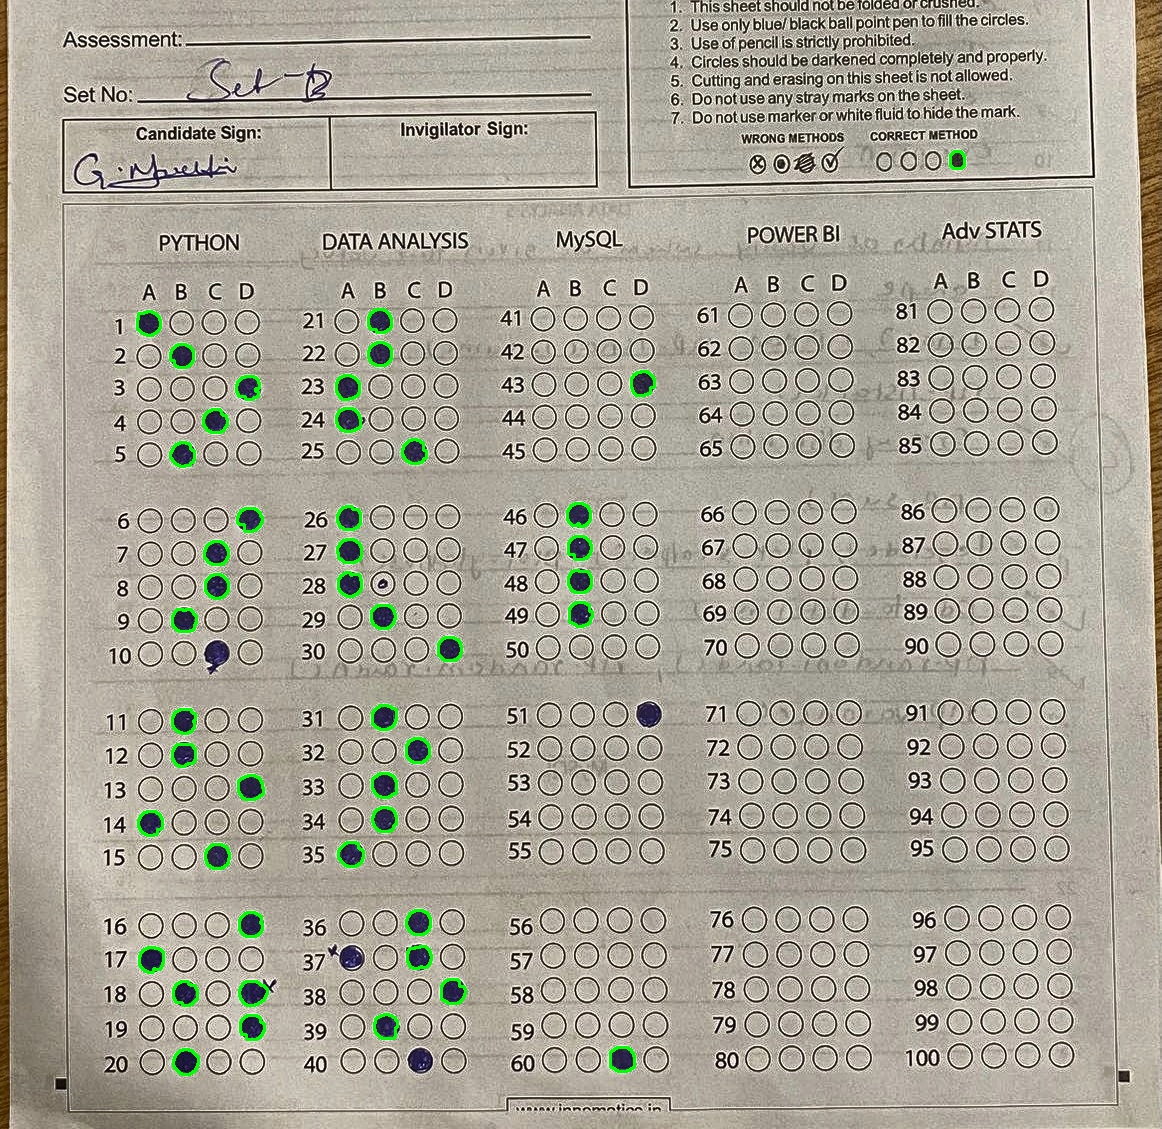 1. This sheet should not be folded or crushed.
Assessment:
2. Use only blue/ black ball point pen to fill the circles.
3. Use of pencil is strictly prohibited.
4. Circles should be darkened completely and properly.
Set No: Set-B
5. Cutting and erasing on this sheet is not allowed.
6. Do not use any stray marks on the sheet.
7. Do not use marker or white fluid to hide the mark.
Candidate Sign: Invigilator Sign:
WRONG METHODS CORRECT METHOD
PYTHON DATA ANALYSIS MySQL POWER BI Adv STATS
A B C D A B C D A B C D A B C D A B C D
1 21 41 61 81
2 22 42 62 82
3 23 43 63 83
4 24 44 64 84
5 25 45 65 85
6 26 46 66 86
7 27 47 67 87
8 28 48 68 88
9 29 49 69 89
10 30 50 70 90
11 31 51 71 91
12 32 52 72 92
13 33 53 73 93
14 34 54 74 94
15 35 55 75 95
16 36 56 76 96
17 37 57 77 97
18 38 58 78 98
19 39 59 79 99
20 40 60 80 100